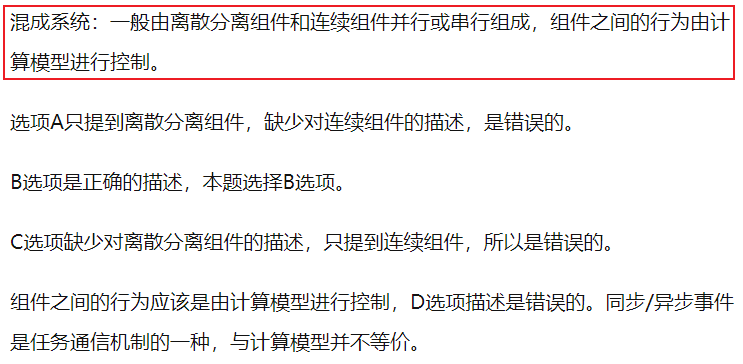 混成系统：一般由离散分离组件和连续组件并行或串行组成，组件之间的行为由计
算模型进行控制。
选项A只提到离散分离组件，缺少对连续组件的描述，是错误的。
B选项是正确的描述，本题选择B选项。
C选项缺少对离散分离组件的描述，只提到连续组件，所以是错误的。
组件之间的行为应该是由计算模型进行控制，D选项描述是错误的。同步/异步事件
是任务通信机制的一种，与计算模型并不等价。